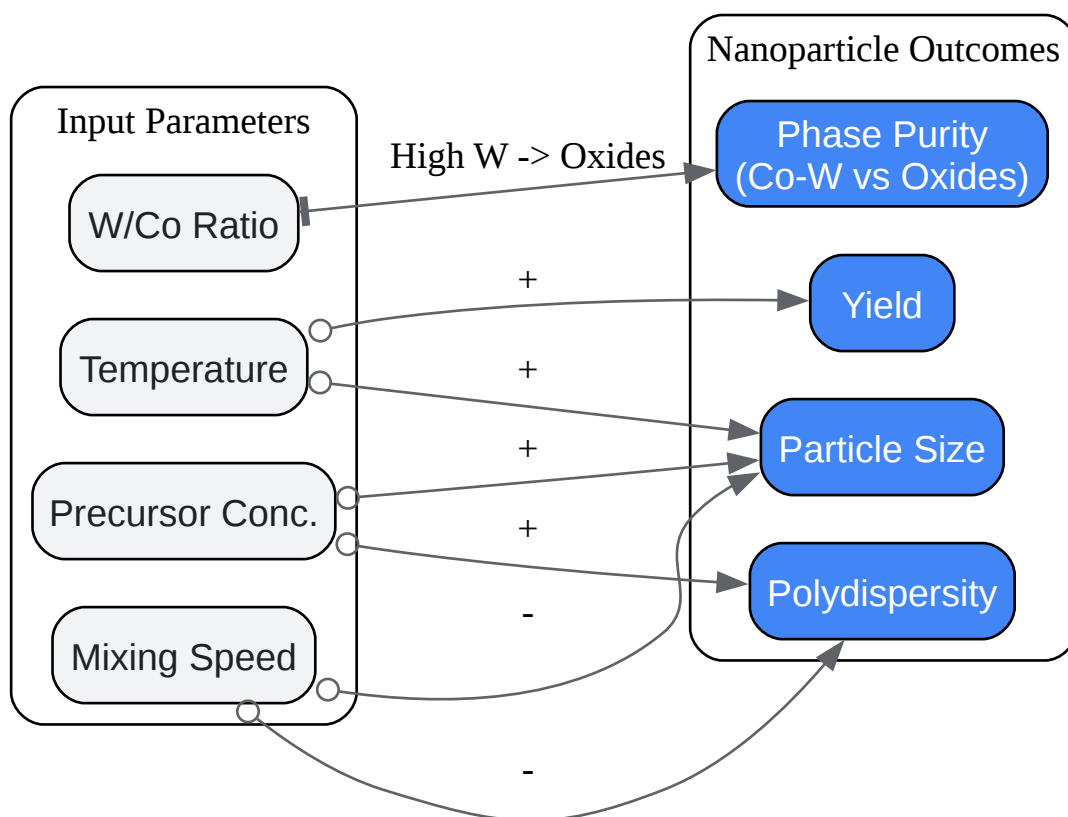 Input Parameters
W/Co Ratio
Temperature
Precursor Conc.
Mixing Speed
High W -> Oxides
+
+
+
+
-
-
Nanoparticle Outcomes
Phase Purity
(Co-W vs Oxides)
Yield
Particle Size
Polydispersity